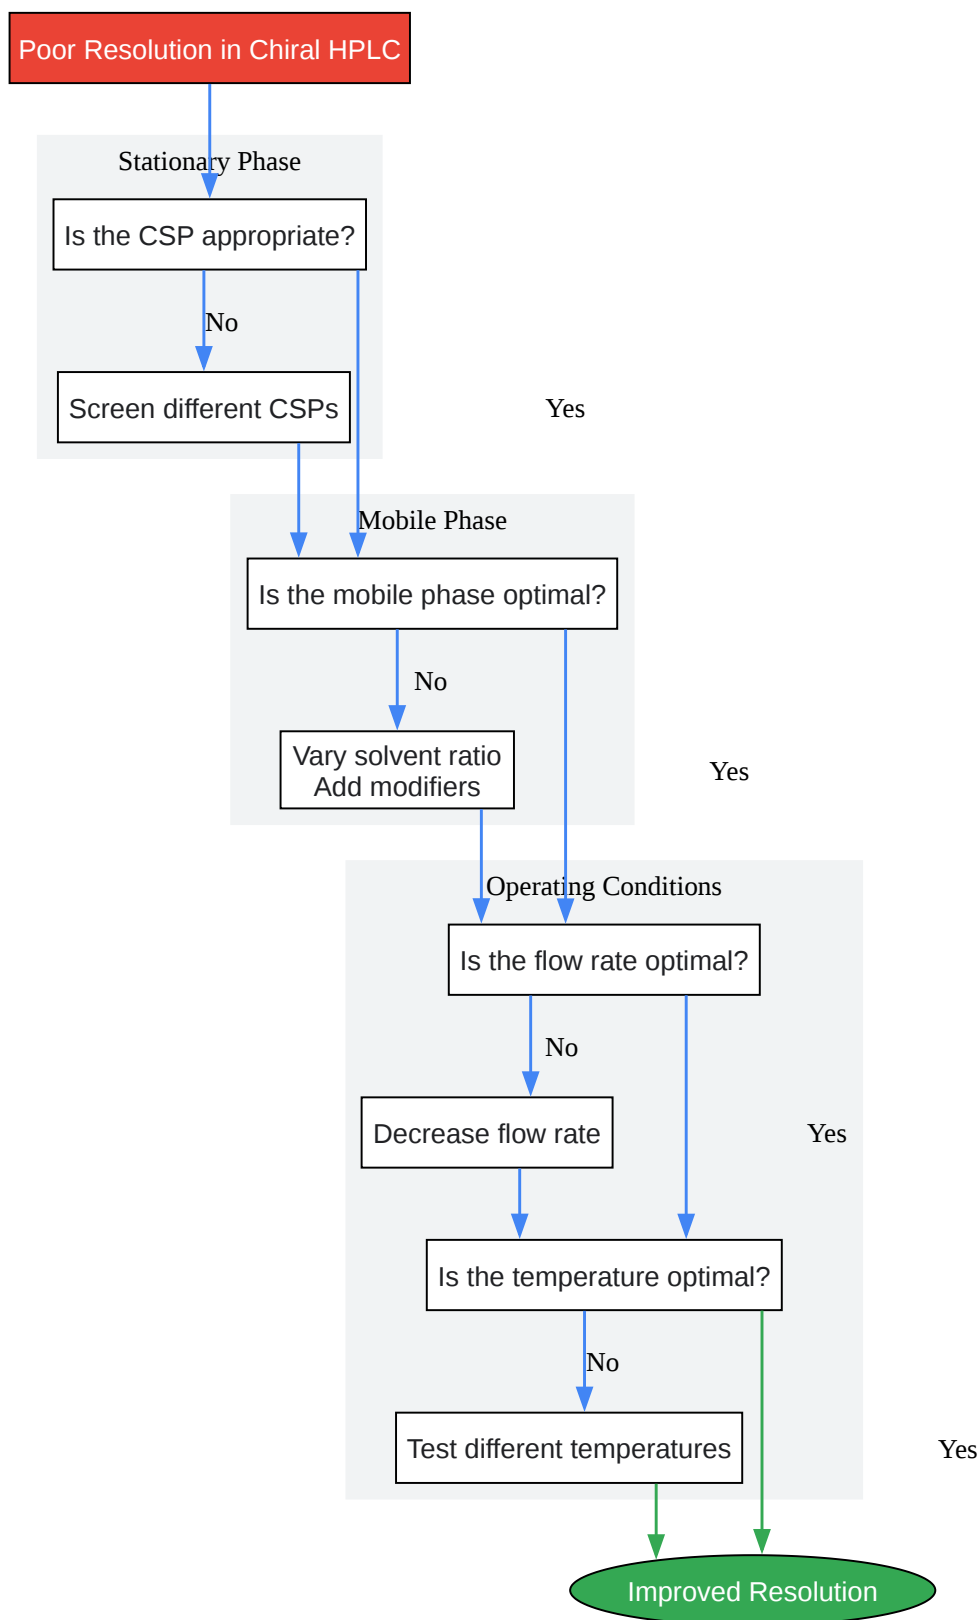 Poor Resolution in Chiral HPLC
Stationary Phase
Is the CSP appropriate?
No
Screen different CSPs
Yes
Mobile Phase
Is the mobile phase optimal?
No
Vary solvent ratio
Add modifiers
Yes
Operating Conditions
Is the flow rate optimal?
No
Decrease flow rate
Yes
Is the temperature optimal?
No
Test different temperatures
Yes
Improved Resolution